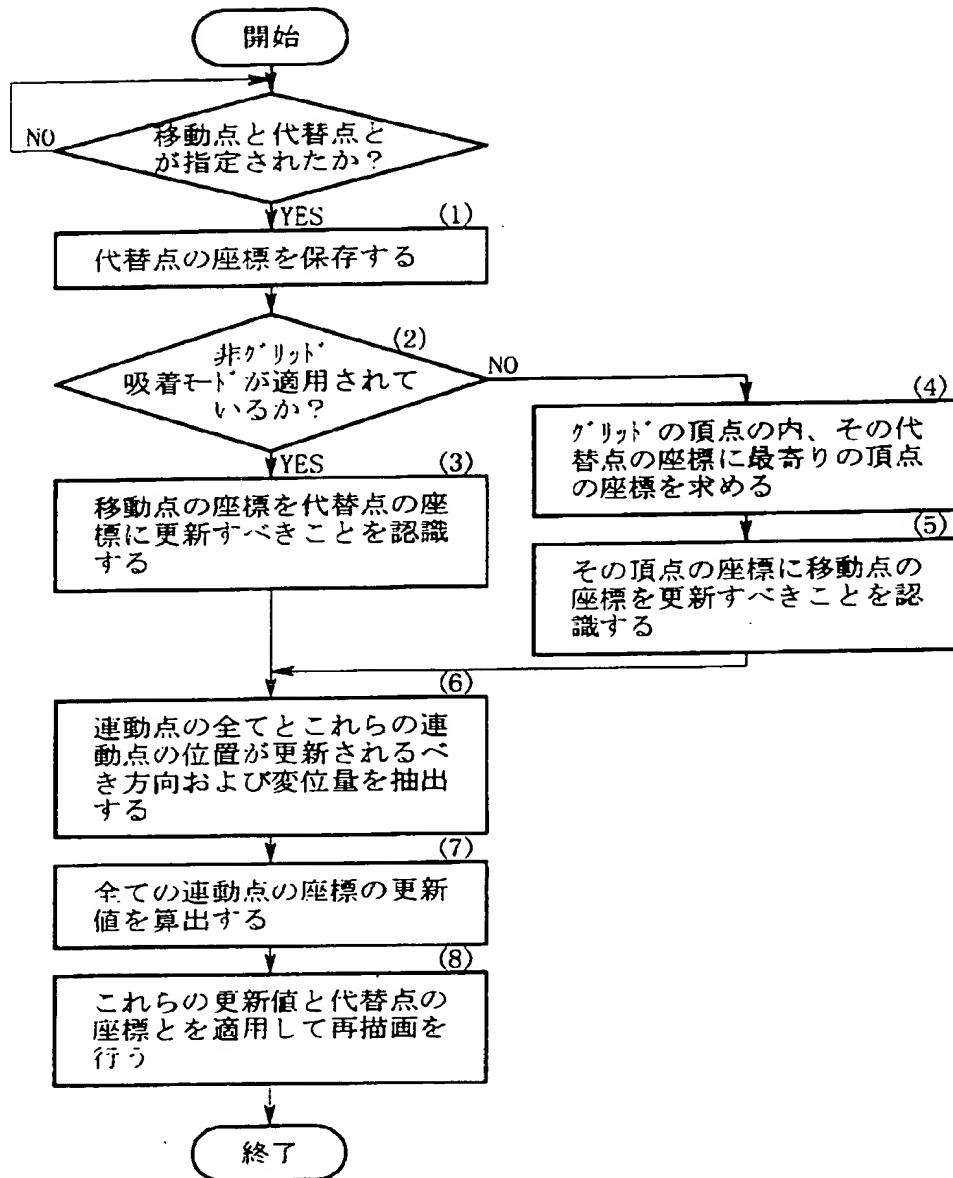 開始
移動点と代替点と
が指定されたか?
NO
YES
(1)
代替点の座標を保存する
(2)
非グリッド
吸着モードが適用されて
いるか?
NO
YES
(3)
移動点の座標を代替点の座
標に更新すべきことを認識
する
(4)
グリッドの頂点の内、その代
替点の座標に最寄りの頂点
の座標を求める
(5)
その頂点の座標に移動点の
座標を更新すべきことを認
識する
(6)
連動点の全てとこれらの連
動点の位置が更新されるべ
き方向および変位量を抽出
する
(7)
全ての連動点の座標の更新
値を算出する
(8)
これらの更新値と代替点の
座標とを適用して再描画を
行う
終了